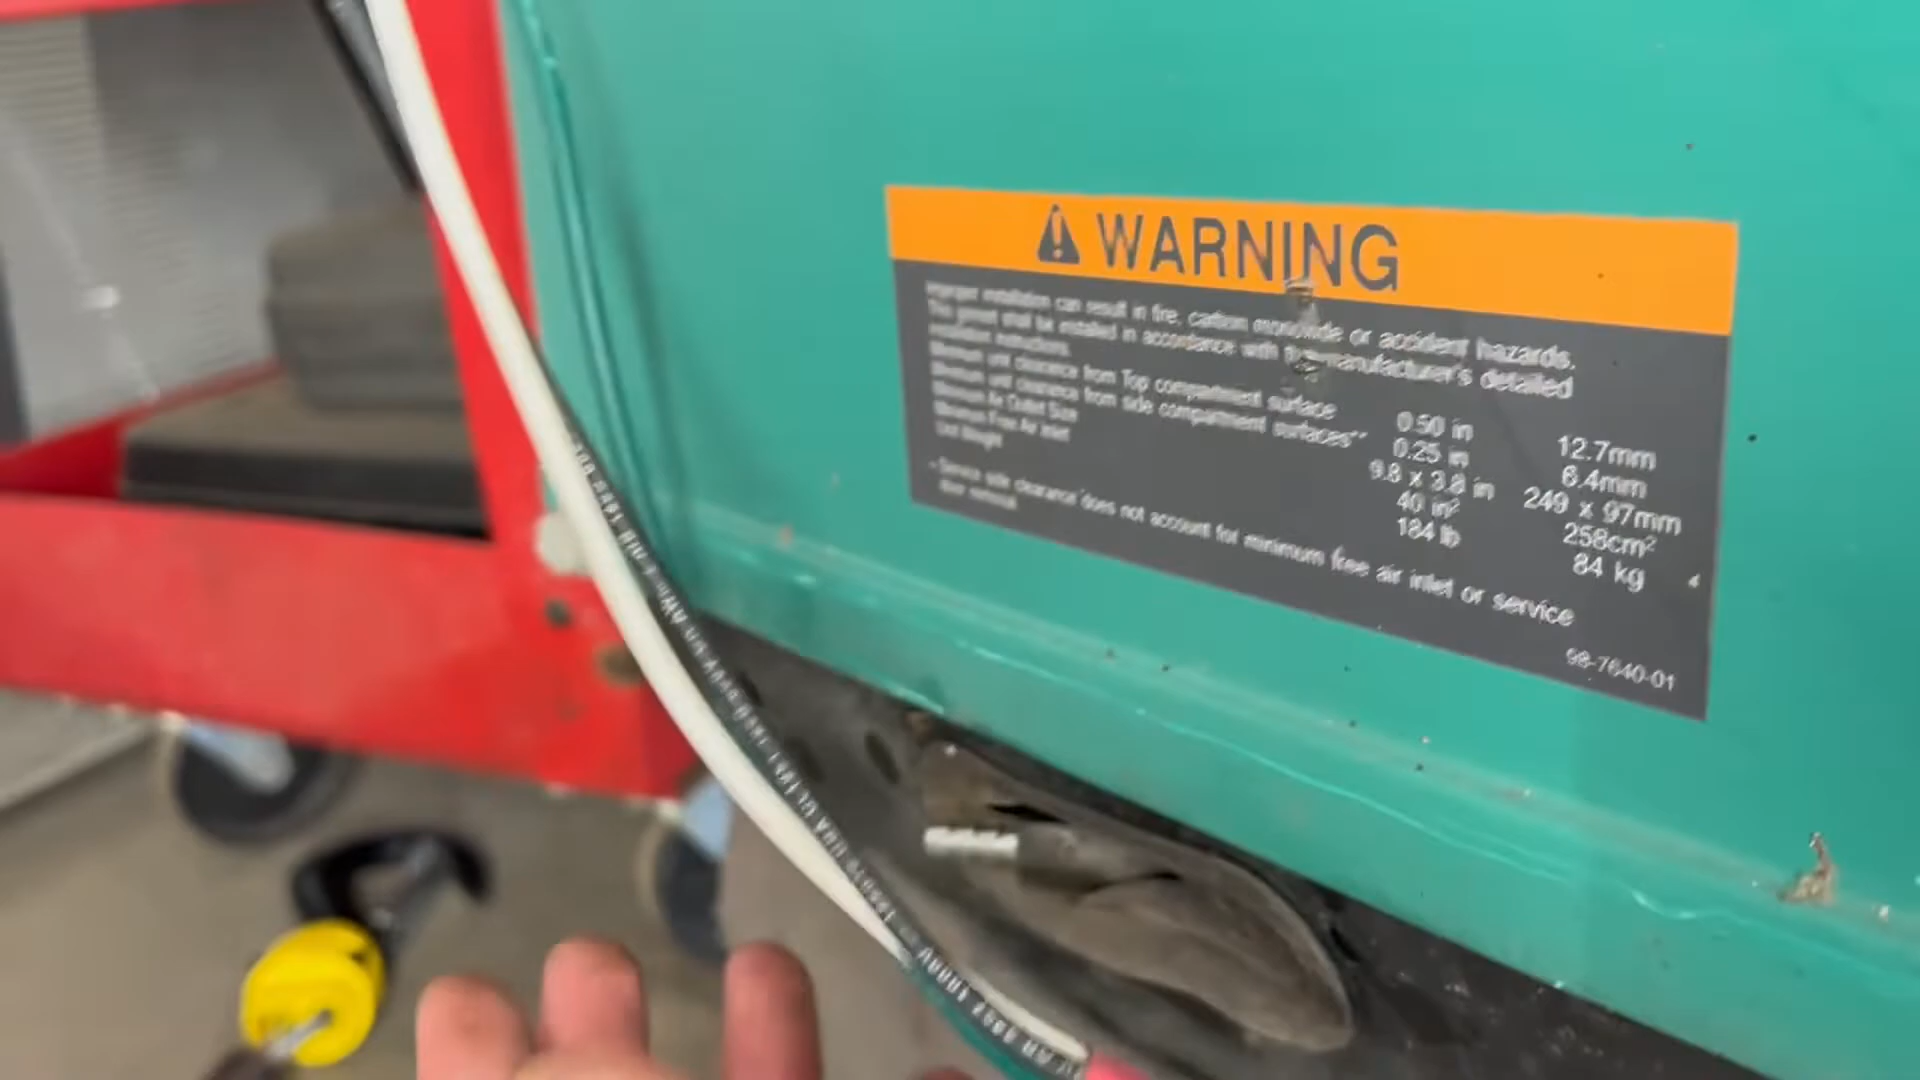 WARNING
Improper installation can result in fire, carbon monoxide or accident hazards.
This genset shall be installed in accordance with the manufacturer's detailed
installation instructions.
Minimum unit clearance from Top compartment surface 0.50 in 12.7mm
Minimum unit clearance from side compartment surfaces** 0.25 in 6.4mm
Minimum Air Outlet Size 9.8 x 3.8 in 249 x 97mm
Minimum Free Air Inlet 40 in² 258cm²
Unit Weight 184 lb 84 kg
Service side clearance does not account for minimum free air inlet or service
door removal
98-7640-01